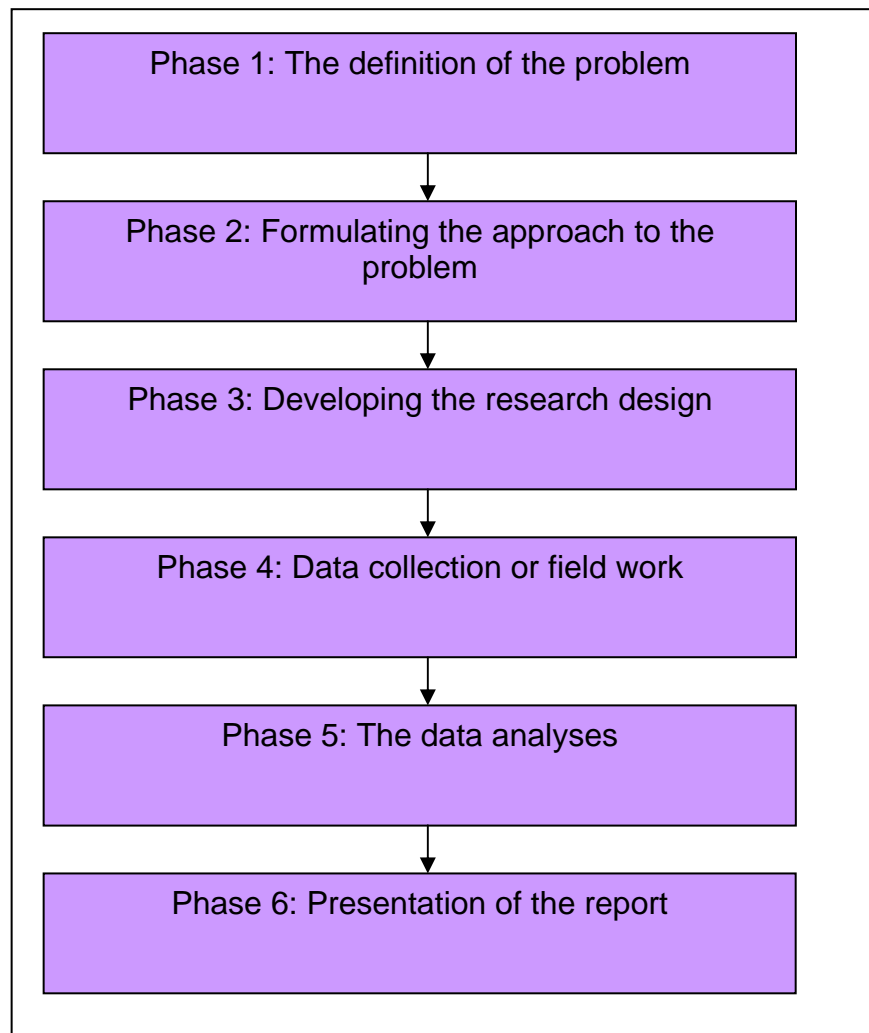 Phase 1: The definition of the problem
Phase 2: Formulating the approach to the
problem
Phase 3: Developing the research design
Phase 4: Data collection or field work
Phase 5: The data analyses
Phase 6: Presentation of the report